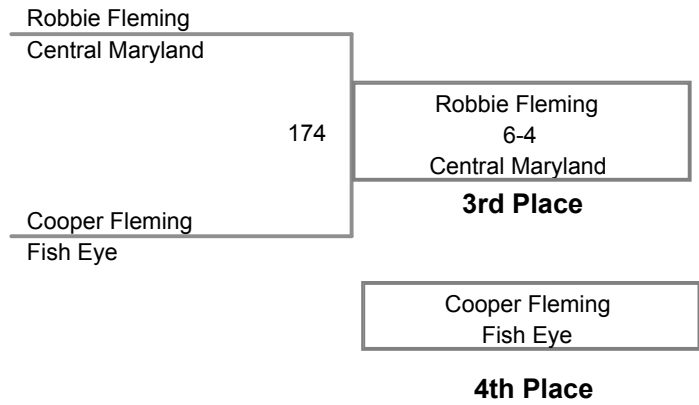 Robbie Fleming
Central Maryland
174
Robbie Fleming
6-4
Central Maryland
3rd Place
Cooper Fleming
Fish Eye
Cooper Fleming
Fish Eye
4th Place